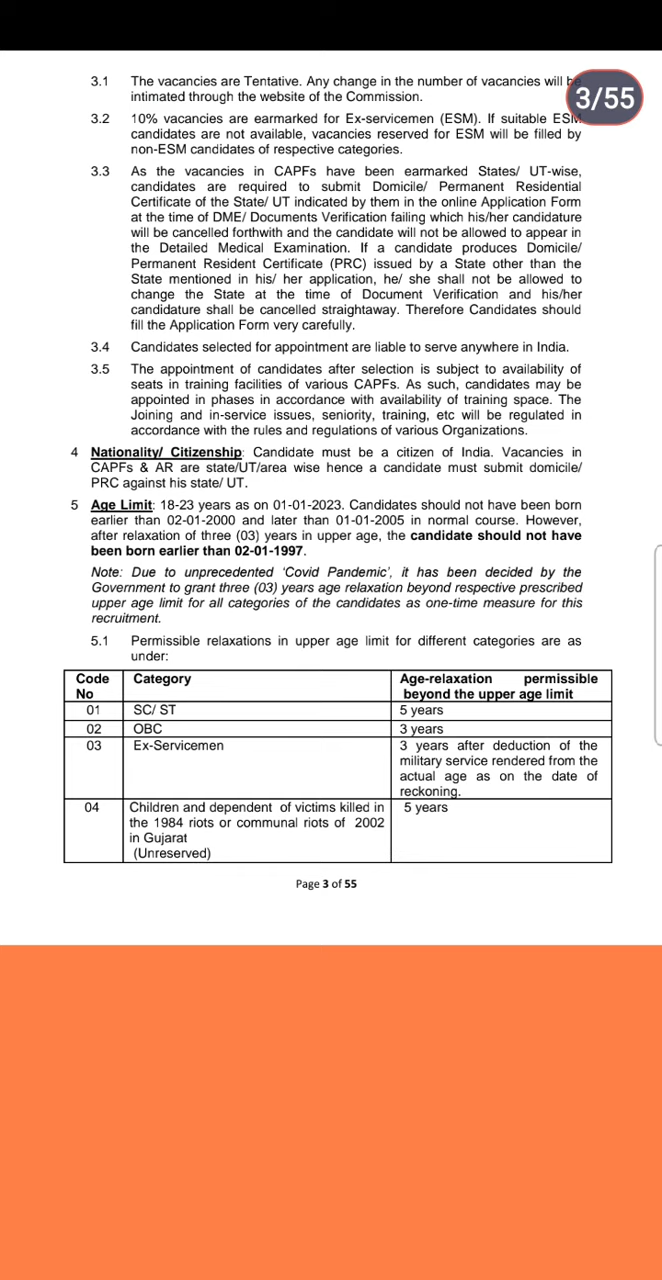 3/55
3.1 The vacancies are Tentative. Any change in the number of vacancies will be
intimated through the website of the Commission.
3.2 10% vacancies are earmarked for Ex-servicemen (ESM). If suitable ESM
candidates are not available, vacancies reserved for ESM will be filled by
non-ESM candidates of respective categories.
3.3 As the vacancies in CAPFs have been earmarked States/ UT-wise,
candidates are required to submit Domicile/ Permanent Residential
Certificate of the State/ UT indicated by them in the online Application Form
at the time of DME/ Documents Verification failing which his/her candidature
will be cancelled forthwith and the candidate will not be allowed to appear in
the Detailed Medical Examination. If a candidate produces Domicile/
Permanent Resident Certificate (PRC) issued by a State other than the
State mentioned in his/ her application, he/ she shall not be allowed to
change the State at the time of Document Verification and his/her
candidature shall be cancelled straightaway. Therefore Candidates should
fill the Application Form very carefully.
3.4 Candidates selected for appointment are liable to serve anywhere in India.
3.5 The appointment of candidates after selection is subject to availability of
seats in training facilities of various CAPFs. As such, candidates may be
appointed in phases in accordance with availability of training space. The
Joining and in-service issues, seniority, training, etc will be regulated in
accordance with the rules and regulations of various Organizations.
4 Nationality/ Citizenship: Candidate must be a citizen of India. Vacancies in
CAPFs & AR are state/UT/area wise hence a candidate must submit domicile/
PRC against his state/ UT.
5 Age Limit: 18-23 years as on 01-01-2023. Candidates should not have been born
earlier than 02-01-2000 and later than 01-01-2005 in normal course. However,
after relaxation of three (03) years in upper age, the candidate should not have
been born earlier than 02-01-1997.
Note: Due to unprecedented 'Covid Pandemic', it has been decided by the
Government to grant three (03) years age relaxation beyond respective prescribed
upper age limit for all categories of the candidates as one-time measure for this
recruitment.
5.1 Permissible relaxations in upper age limit for different categories are as
under:
Code No Category Age-relaxation permissible
beyond the upper age limit
01 SC/ ST 5 years
02 OBC 3 years
03 Ex-Servicemen 3 years after deduction of the
military service rendered from the
actual age as on the date of
reckoning.
04 Children and dependent of victims killed in 5 years
the 1984 riots or communal riots of 2002
in Gujarat
(Unreserved)
Page 3 of 55